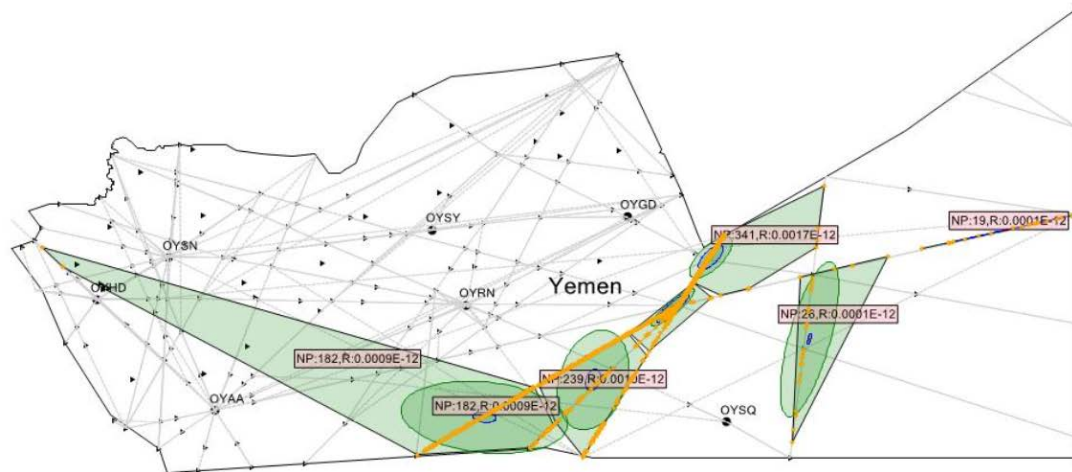 OYGD
NP:19,R:0.0001E-12
OYSY
NP:341,R:0.0017E-12
OYSN
Yemen
OYHD
OYRN
NP:28,R:0.0001E-12
NP:182,R:0.0009E-12
NP:239,R:0.0010E-12
NP:182,R:0.0009E-12
OYAA
OYSQ